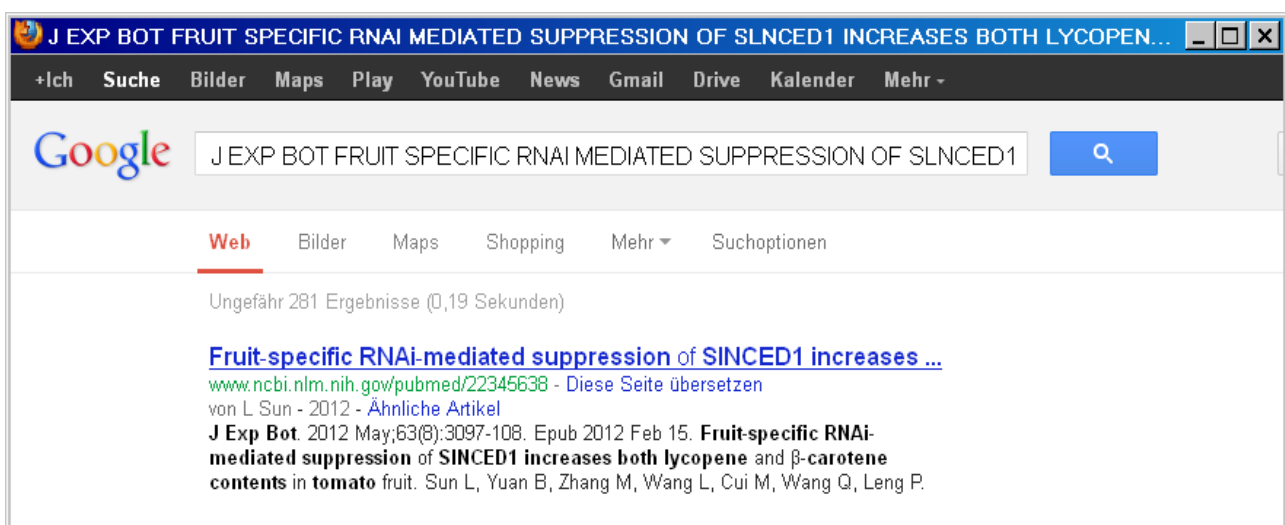 J EXP BOT FRUIT SPECIFIC RNAI MEDIATED SUPPRESSION OF SLNCED1 INCREASES BOTH LYCOPEN...
+Ich Suche Bilder Maps Play YouTube News Gmail Drive Kalender Mehr
Google J EXP BOT FRUIT SPECIFIC RNAI MEDIATED SUPPRESSION OF SLNCED1
Web Bilder Maps Shopping Mehr Suchoptionen
Ungefähr 281 Ergebnisse (0,19 Sekunden)
Fruit-specific RNAi-mediated suppression of SlNCED1 increases ...
www.ncbi.nlm.nih.gov/pubmed/22345638 - Diese Seite übersetzen
von L Sun - 2012 - Ähnliche Artikel
J Exp Bot. 2012 May;63(8):3097-108. Epub 2012 Feb 15. Fruit-specific RNAi-
mediated suppression of SlNCED1 increases both lycopene and β-carotene
contents in tomato fruit. Sun L, Yuan B, Zhang M, Wang L, Cui M, Wang Q, Leng P.